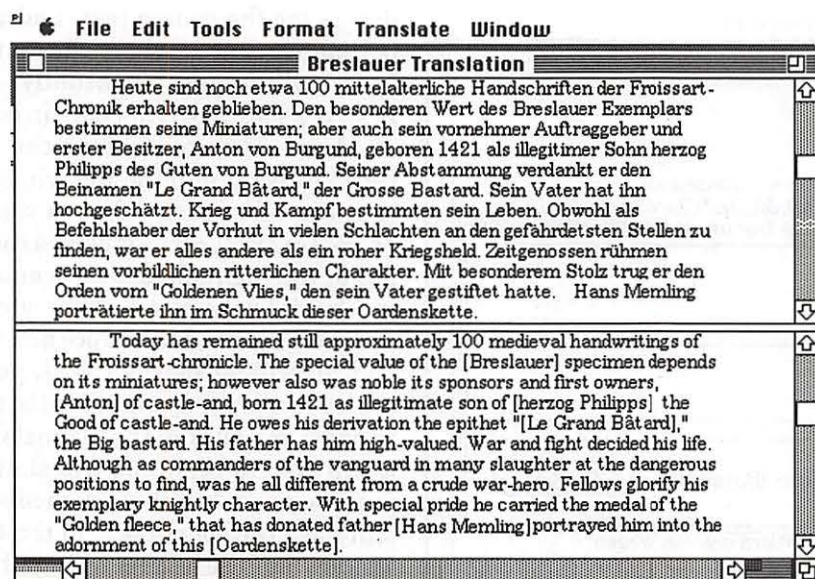 File Edit Tools Format Translate Window
Breslauer Translation
Heute sind noch etwa 100 mittelalterliche Handschriften der Froissart-
Chronik erhalten geblieben. Den besonderen Wert des Breslauer Exemplars
bestimmen seine Miniaturen; aber auch sein vornehmer Auftraggeber und
erster Besitzer, Anton von Burgund, geboren 1421 als illegitimer Sohn herzog
Philipps des Guten von Burgund. Seiner Abstammung verdankt er den
Beinamen "Le Grand Bâtard," der Grosse Bastard. Sein Vater hat ihn
hochgeschätzt. Krieg und Kampf bestimmten sein Leben. Obwohl als
Befehlshaber der Vorhut in vielen Schlachten an den gefährdetsten Stellen zu
finden, war er alles andere als ein roher Kriegsheld. Zeitgenossen rühmen
seinen vorbildlichen ritterlichen Charakter. Mit besonderem Stolz trug er den
Orden vom "Goldenen Vlies," den sein Vater gestiftet hatte. Hans Memling
porträtierte ihn im Schmuck dieser Oardenskette.
Today has remained still approximately 100 medieval handwritings of
the Froissart-chronicle. The special value of the [Breslauer] specimen depends
on its miniatures; however also was noble its sponsors and first owners,
[Anton] of castle-and, born 1421 as illegitimate son of [herzog Philipps] the
Good of castle-and. He owes his derivation the epithet "[Le Grand Bâtard],"
the Big bastard. His father has him high-valued. War and fight decided his life.
Although as commanders of the vanguard in many slaughter at the dangerous
positions to find, was he all different from a crude war-hero. Fellows glorify his
exemplary knightly character. With special pride he carried the medal of the
"Golden fleece," that has donated father [Hans Memling] portrayed him into the
adornment of this [Oardenskette].